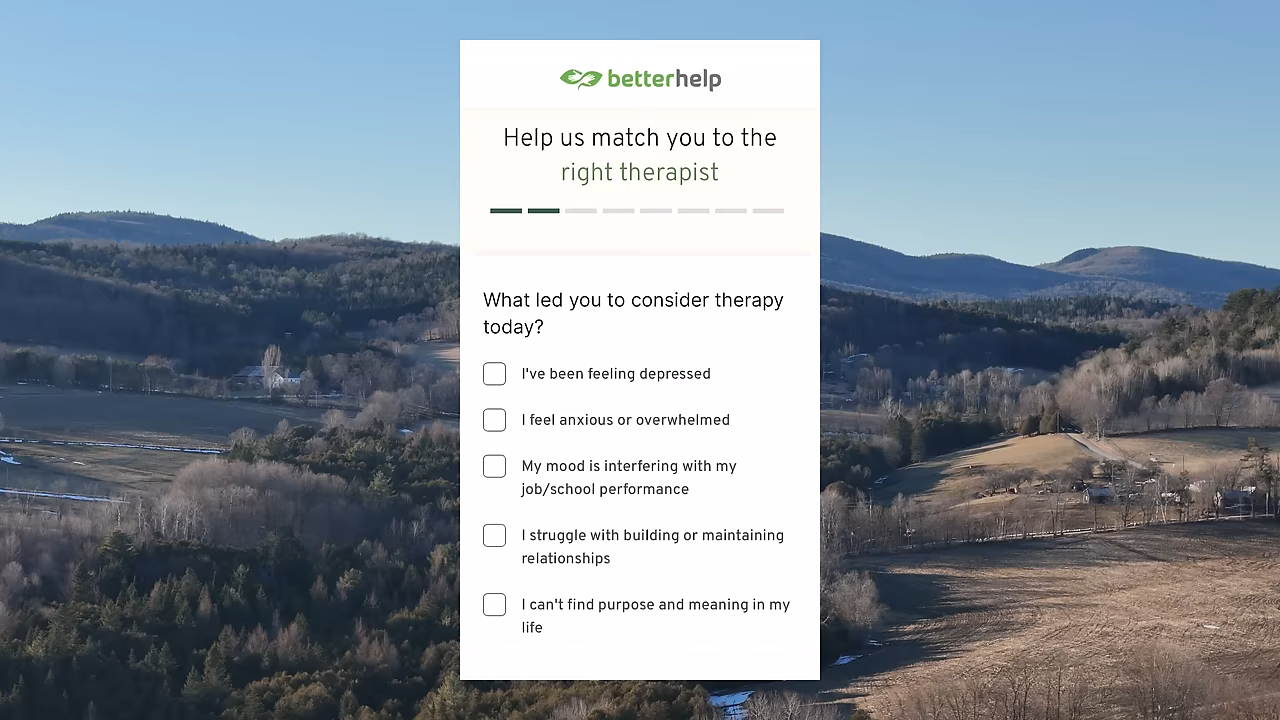 betterhelp
Help us match you to the
right therapist
What led you to consider therapy
today?
I've been feeling depressed
I feel anxious or overwhelmed
My mood is interfering with my
job/school performance
I struggle with building or maintaining
relationships
I can't find purpose and meaning in my
life